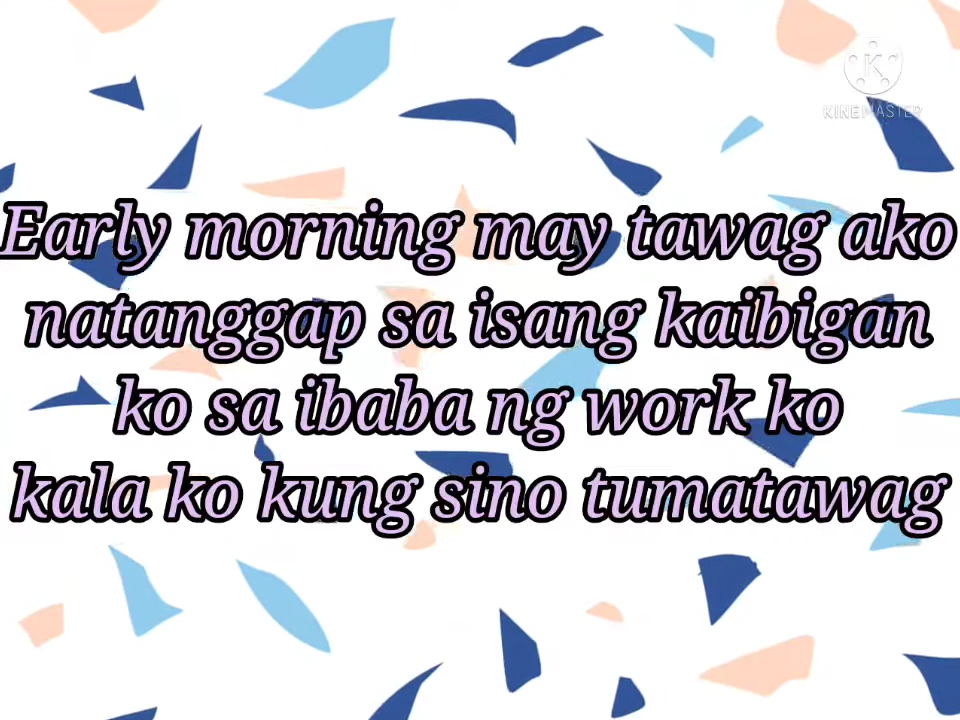 KINEMASTER
Early morning may tawag ako
natanggap sa isang kaibigan
ko sa ibaba ng work ko
kala ko kung sino tumatawag